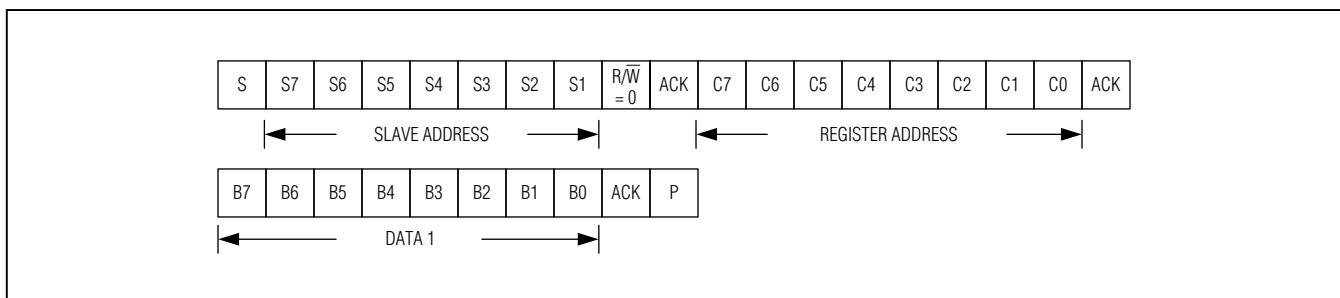 S S7 S6 S5 S4 S3 S2 S1 R/W̅ = 0 ACK C7 C6 C5 C4 C3 C2 C1 C0 ACK
SLAVE ADDRESS REGISTER ADDRESS
B7 B6 B5 B4 B3 B2 B1 B0 ACK P
DATA 1